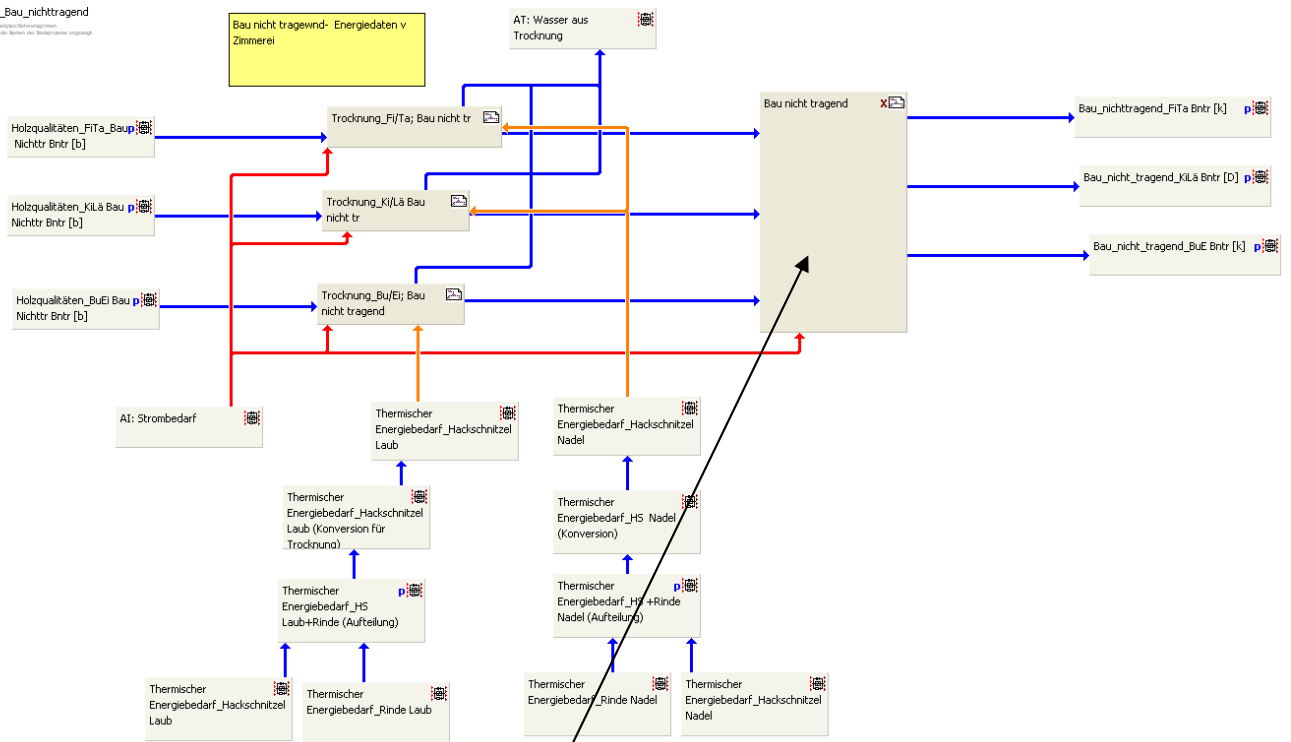 _Bau_nichttragend
Bau nicht tragewnd-  Energiedaten v
Zimmerei
AT: Wasser aus
Trocknung
Holzqualitäten_FiTa_Bau
Nichttr Bntr [b]
p
Trocknung_Fi/Ta; Bau nicht tr
Bau nicht tragend
x
Bau_nichttragend_FiTa Bntr [k]
p
Holzqualitäten_KiLä Bau
Nichttr Bntr [b]
p
Trocknung_Ki/Lä Bau
nicht tr
Bau_nicht_tragend_KiLä Bntr [D]
p
Holzqualitäten_BuEi Bau
Nichttr Bntr [b]
p
Trocknung_Bu/Ei; Bau
nicht tragend
Bau_nicht_tragend_BuE Bntr [k]
p
AI: Strombedarf
Thermischer
Energiebedarf_Hackschnitzel
Laub
Thermischer
Energiebedarf_Hackschnitzel
Nadel
Thermischer
Energiebedarf_Hackschnitzel
Laub (Konversion für
Trocknung)
Thermischer
Energiebedarf_HS  Nadel
(Konversion)
Thermischer
Energiebedarf_HS
Laub+Rinde (Aufteilung)
p
Thermischer
Energiebedarf_HS +Rinde
Nadel (Aufteilung)
p
Thermischer
Energiebedarf_Hackschnitzel
Laub
Thermischer
Energiebedarf_Rinde Laub
Thermischer
Energiebedarf_Rinde Nadel
Thermischer
Energiebedarf_Hackschnitzel
Nadel